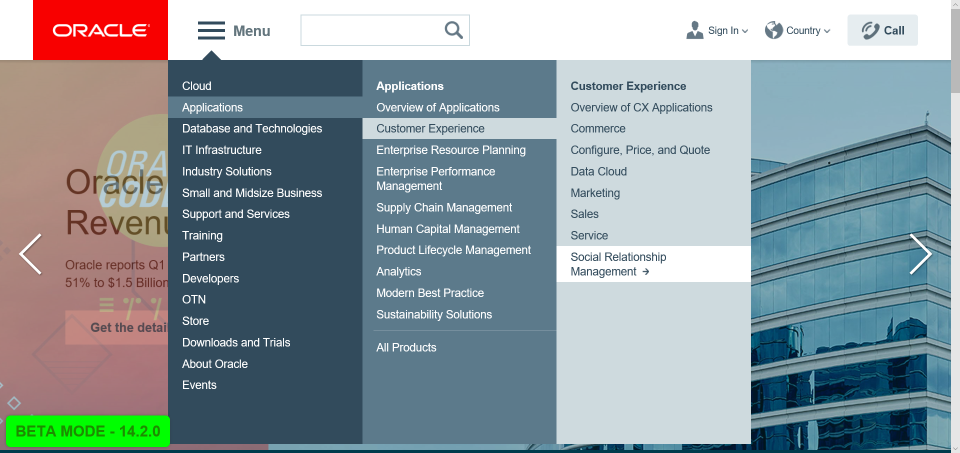 ORACLE
Menu
Sign In
Country
Call
Cloud
Applications
Database and Technologies
IT Infrastructure
Industry Solutions
Small and Midsize Business
Support and Services
Training
Partners
Developers
OTN
Store
Downloads and Trials
About Oracle
Events
Applications
Overview of Applications
Customer Experience
Enterprise Resource Planning
Enterprise Performance
Management
Supply Chain Management
Human Capital Management
Product Lifecycle Management
Analytics
Modern Best Practice
Sustainability Solutions
All Products
Customer Experience
Overview of CX Applications
Commerce
Configure, Price, and Quote
Data Cloud
Marketing
Sales
Service
Social Relationship
Management →
ORA
CODE
Oracle
Revenu
Oracle reports Q1
51% to $1.5 Billion
Get the detai
BETA MODE - 14.2.0